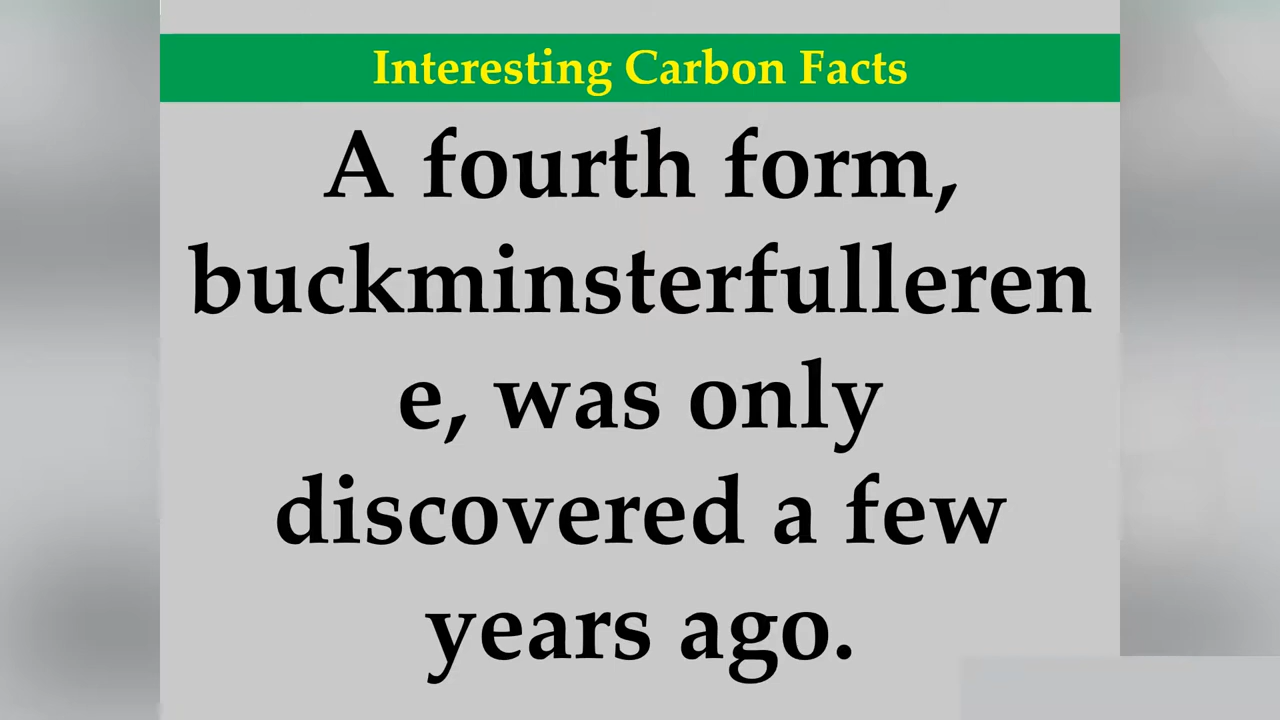 Interesting Carbon Facts
A fourth form,
buckminsterfulleren
e, was only
discovered a few
years ago.